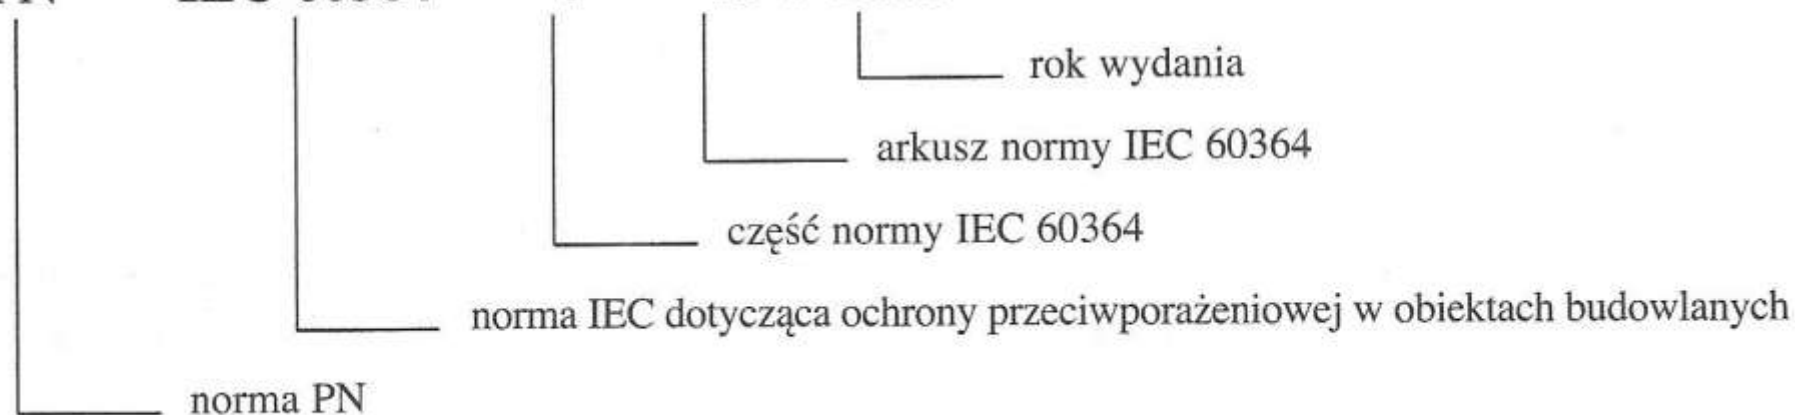 rok wydania
arkusz normy IEC 60364
część normy IEC 60364
norma IEC dotycząca ochrony przeciwporażeniowej w obiektach budowlanych
norma PN